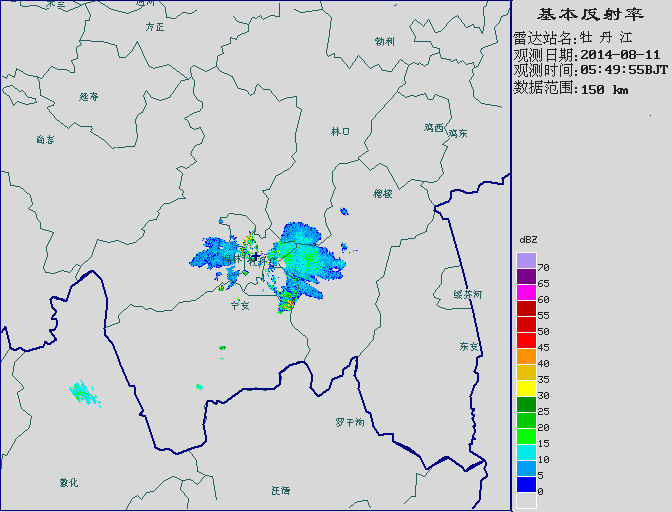 基本反射率
雷达站名:牡 丹 江
观测日期:2014-08-11
观测时间:05:49:55BJT
数据范围:150 km
方正
勃利
延寿
尚志
林口
鸡西
鸡东
穆棱
宁安
绥芬河
东安
罗子沟
敦化
汪清
dBZ
70
65
60
55
50
45
40
35
30
25
20
15
10
5
0